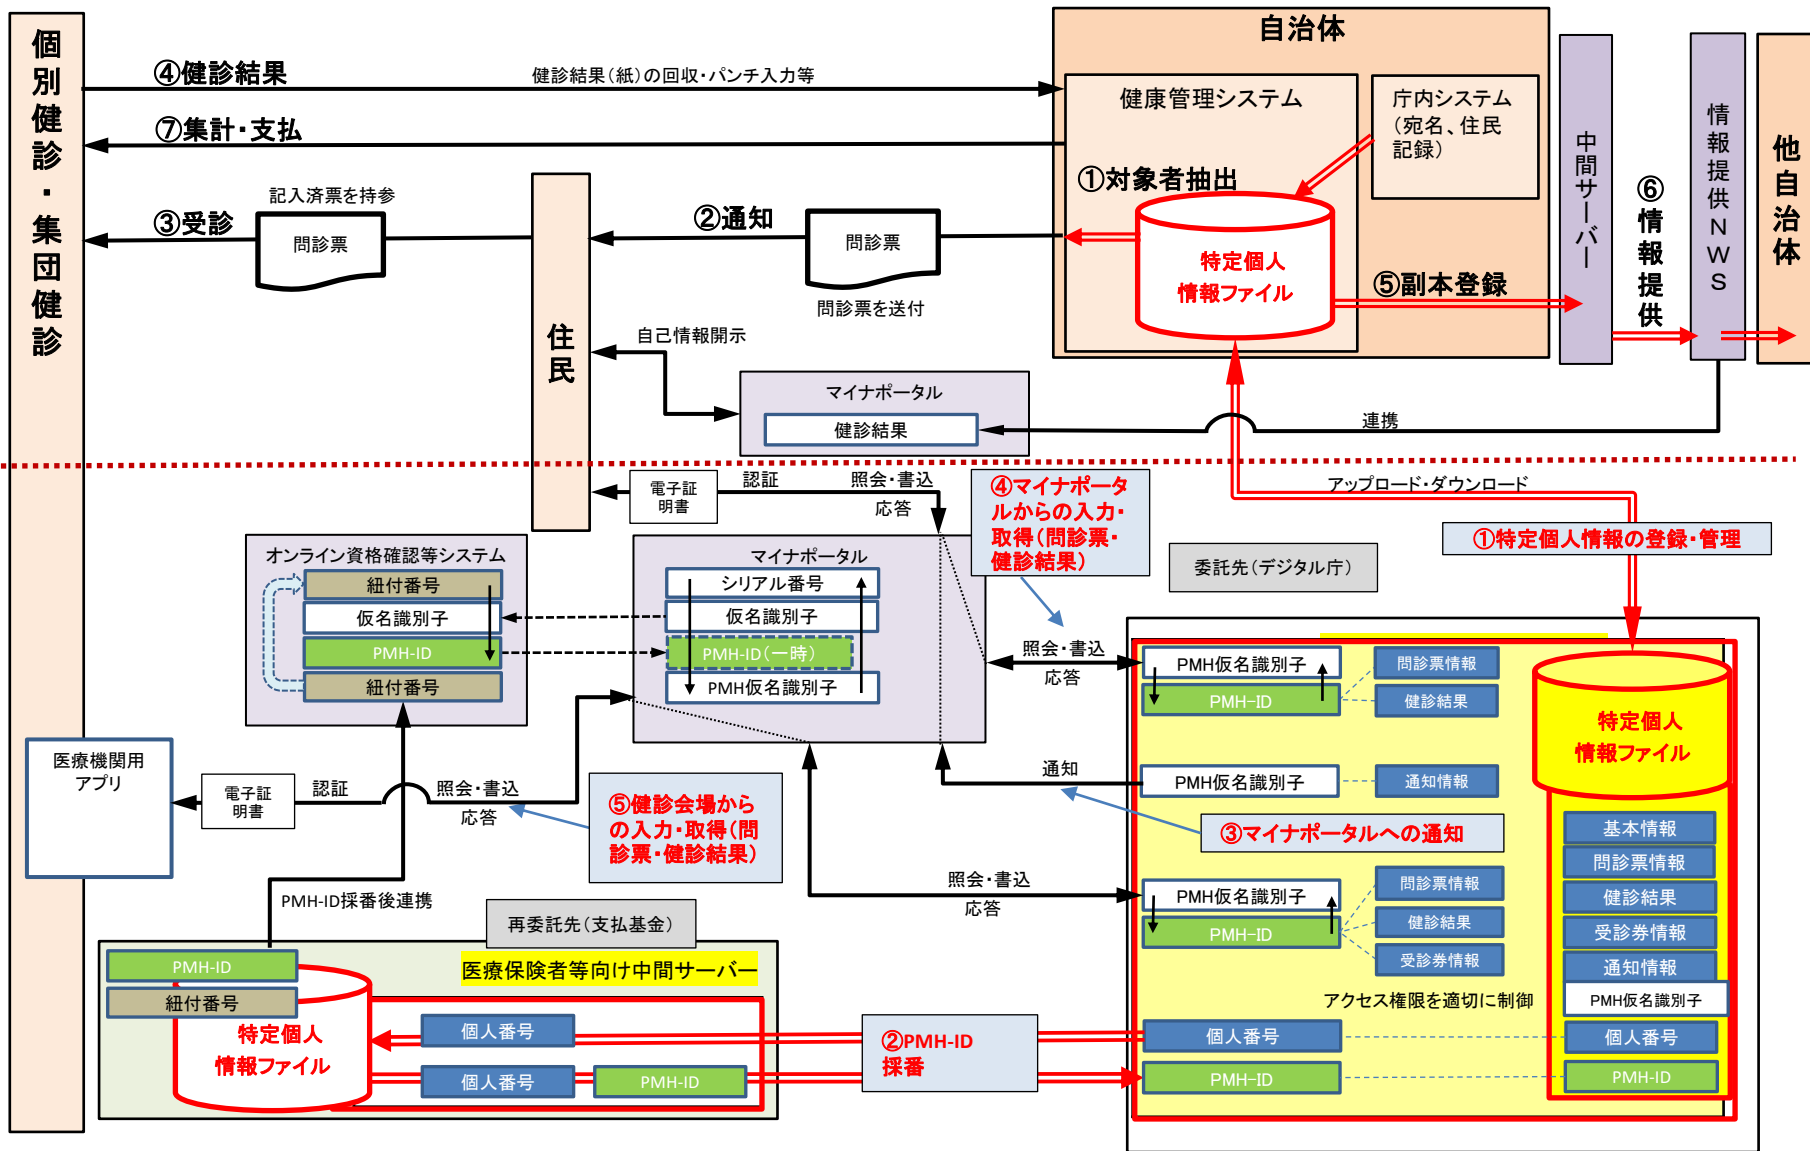 個別健診・集団健診
④健診結果
健診結果（紙）の回収・パンチ入力等
⑦集計・支払
記入済票を持参
③受診
問診票
住民
②通知
問診票
問診票を送付
自治体
健康管理システム
庁内システム
（宛名、住民
記録）
①対象者抽出
特定個人
情報ファイル
⑤副本登録
中間サーバー
⑥情報提供
情報提供NWS
他自治体
自己情報開示
マイナポータル
健診結果
連携
電子証
明書
認証
照会・書込
応答
④マイナポータ
ルからの入力・
取得（問診票・
健診結果）
アップロード・ダウンロード
①特定個人情報の登録・管理
委託先（デジタル庁）
オンライン資格確認等システム
紐付番号
仮名識別子
PMH-ID
紐付番号
マイナポータル
シリアル番号
仮名識別子
PMH-ID（一時）
PMH仮名識別子
照会・書込
応答
PMH仮名識別子
PMH-ID
問診票情報
健診結果
特定個人
情報ファイル
医療機関用
アプリ
電子証
明書
認証
照会・書込
応答
⑤健診会場から
の入力・取得（問
診票・健診結果）
通知
PMH仮名識別子
通知情報
③マイナポータルへの通知
基本情報
問診票情報
健診結果
受診券情報
通知情報
PMH仮名識別子
個人番号
PMH-ID
照会・書込
応答
PMH仮名識別子
PMH-ID
問診票情報
健診結果
受診券情報
アクセス権限を適切に制御
PMH-ID採番後連携
再委託先（支払基金）
医療保険者等向け中間サーバー
PMH-ID
紐付番号
特定個人
情報ファイル
個人番号
個人番号
PMH-ID
②PMH-ID
採番
個人番号
PMH-ID